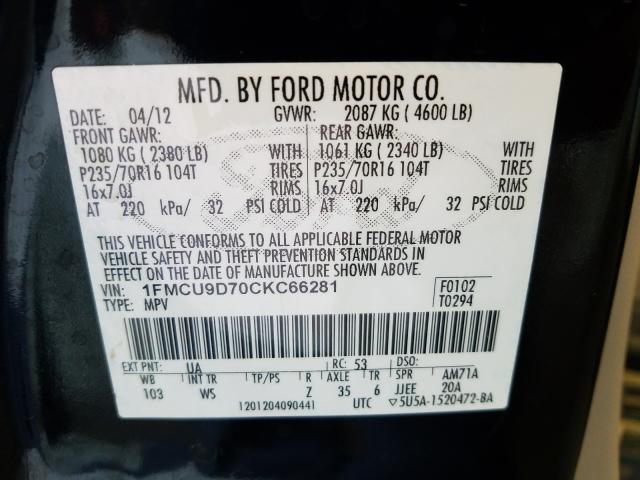 MFD. BY FORD MOTOR CO.
DATE: 04/12 GVWR: 2087 KG ( 4600 LB)
FRONT GAWR: REAR GAWR:
1080 KG ( 2380 LB) WITH 1061 KG ( 2340 LB) WITH
P235/70R16 104T TIRES P235/70R16 104T TIRES
16x7.0J RIMS 16x7.0J RIMS
AT 220 kPa/ 32 PSI COLD AT 220 kPa/ 32 PSI COLD
THIS VEHICLE CONFORMS TO ALL APPLICABLE FEDERAL MOTOR
VEHICLE SAFETY AND THEFT PREVENTION STANDARDS IN
EFFECT ON THE DATE OF MANUFACTURE SHOWN ABOVE.
VIN: 1FMCU9D70CKC66281 F0102
TYPE: MPV T0294
EXT PNT: UA RC: 53 DSO:
WB INT TR TP/PS R AXLE TR SPR AM71A
103 WS Z 35 6 JJEE 20A
1201204090441 UTC ▽5U5A-1520472-BA